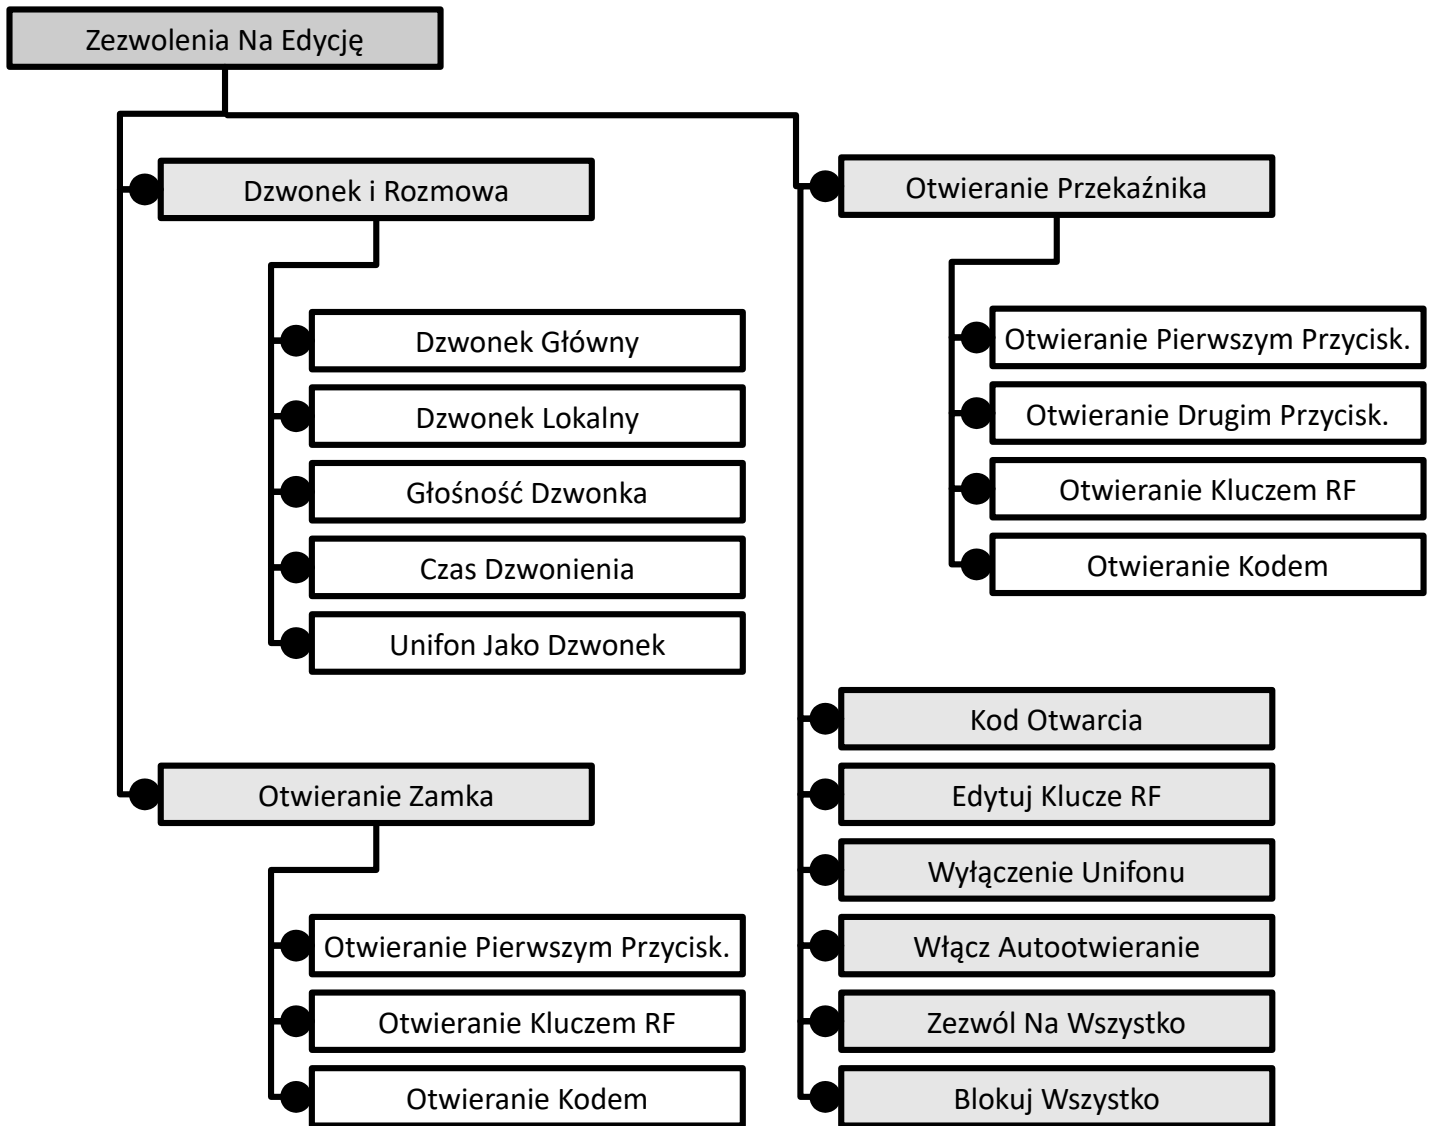 Zezwolenia Na Edycję
Dzwonek i Rozmowa
Dzwonek Główny
Dzwonek Lokalny
Głośność Dzwonka
Czas Dzwonienia
Unifon Jako Dzwonek
Otwieranie Zamka
Otwieranie Pierwszym Przycisk.
Otwieranie Kluczem RF
Otwieranie Kodem
Otwieranie Przekaźnika
Otwieranie Pierwszym Przycisk.
Otwieranie Drugim Przycisk.
Otwieranie Kluczem RF
Otwieranie Kodem
Kod Otwarcia
Edytuj Klucze RF
Wyłączenie Unifonu
Włącz Autootwieranie
Zezwól Na Wszystko
Blokuj Wszystko